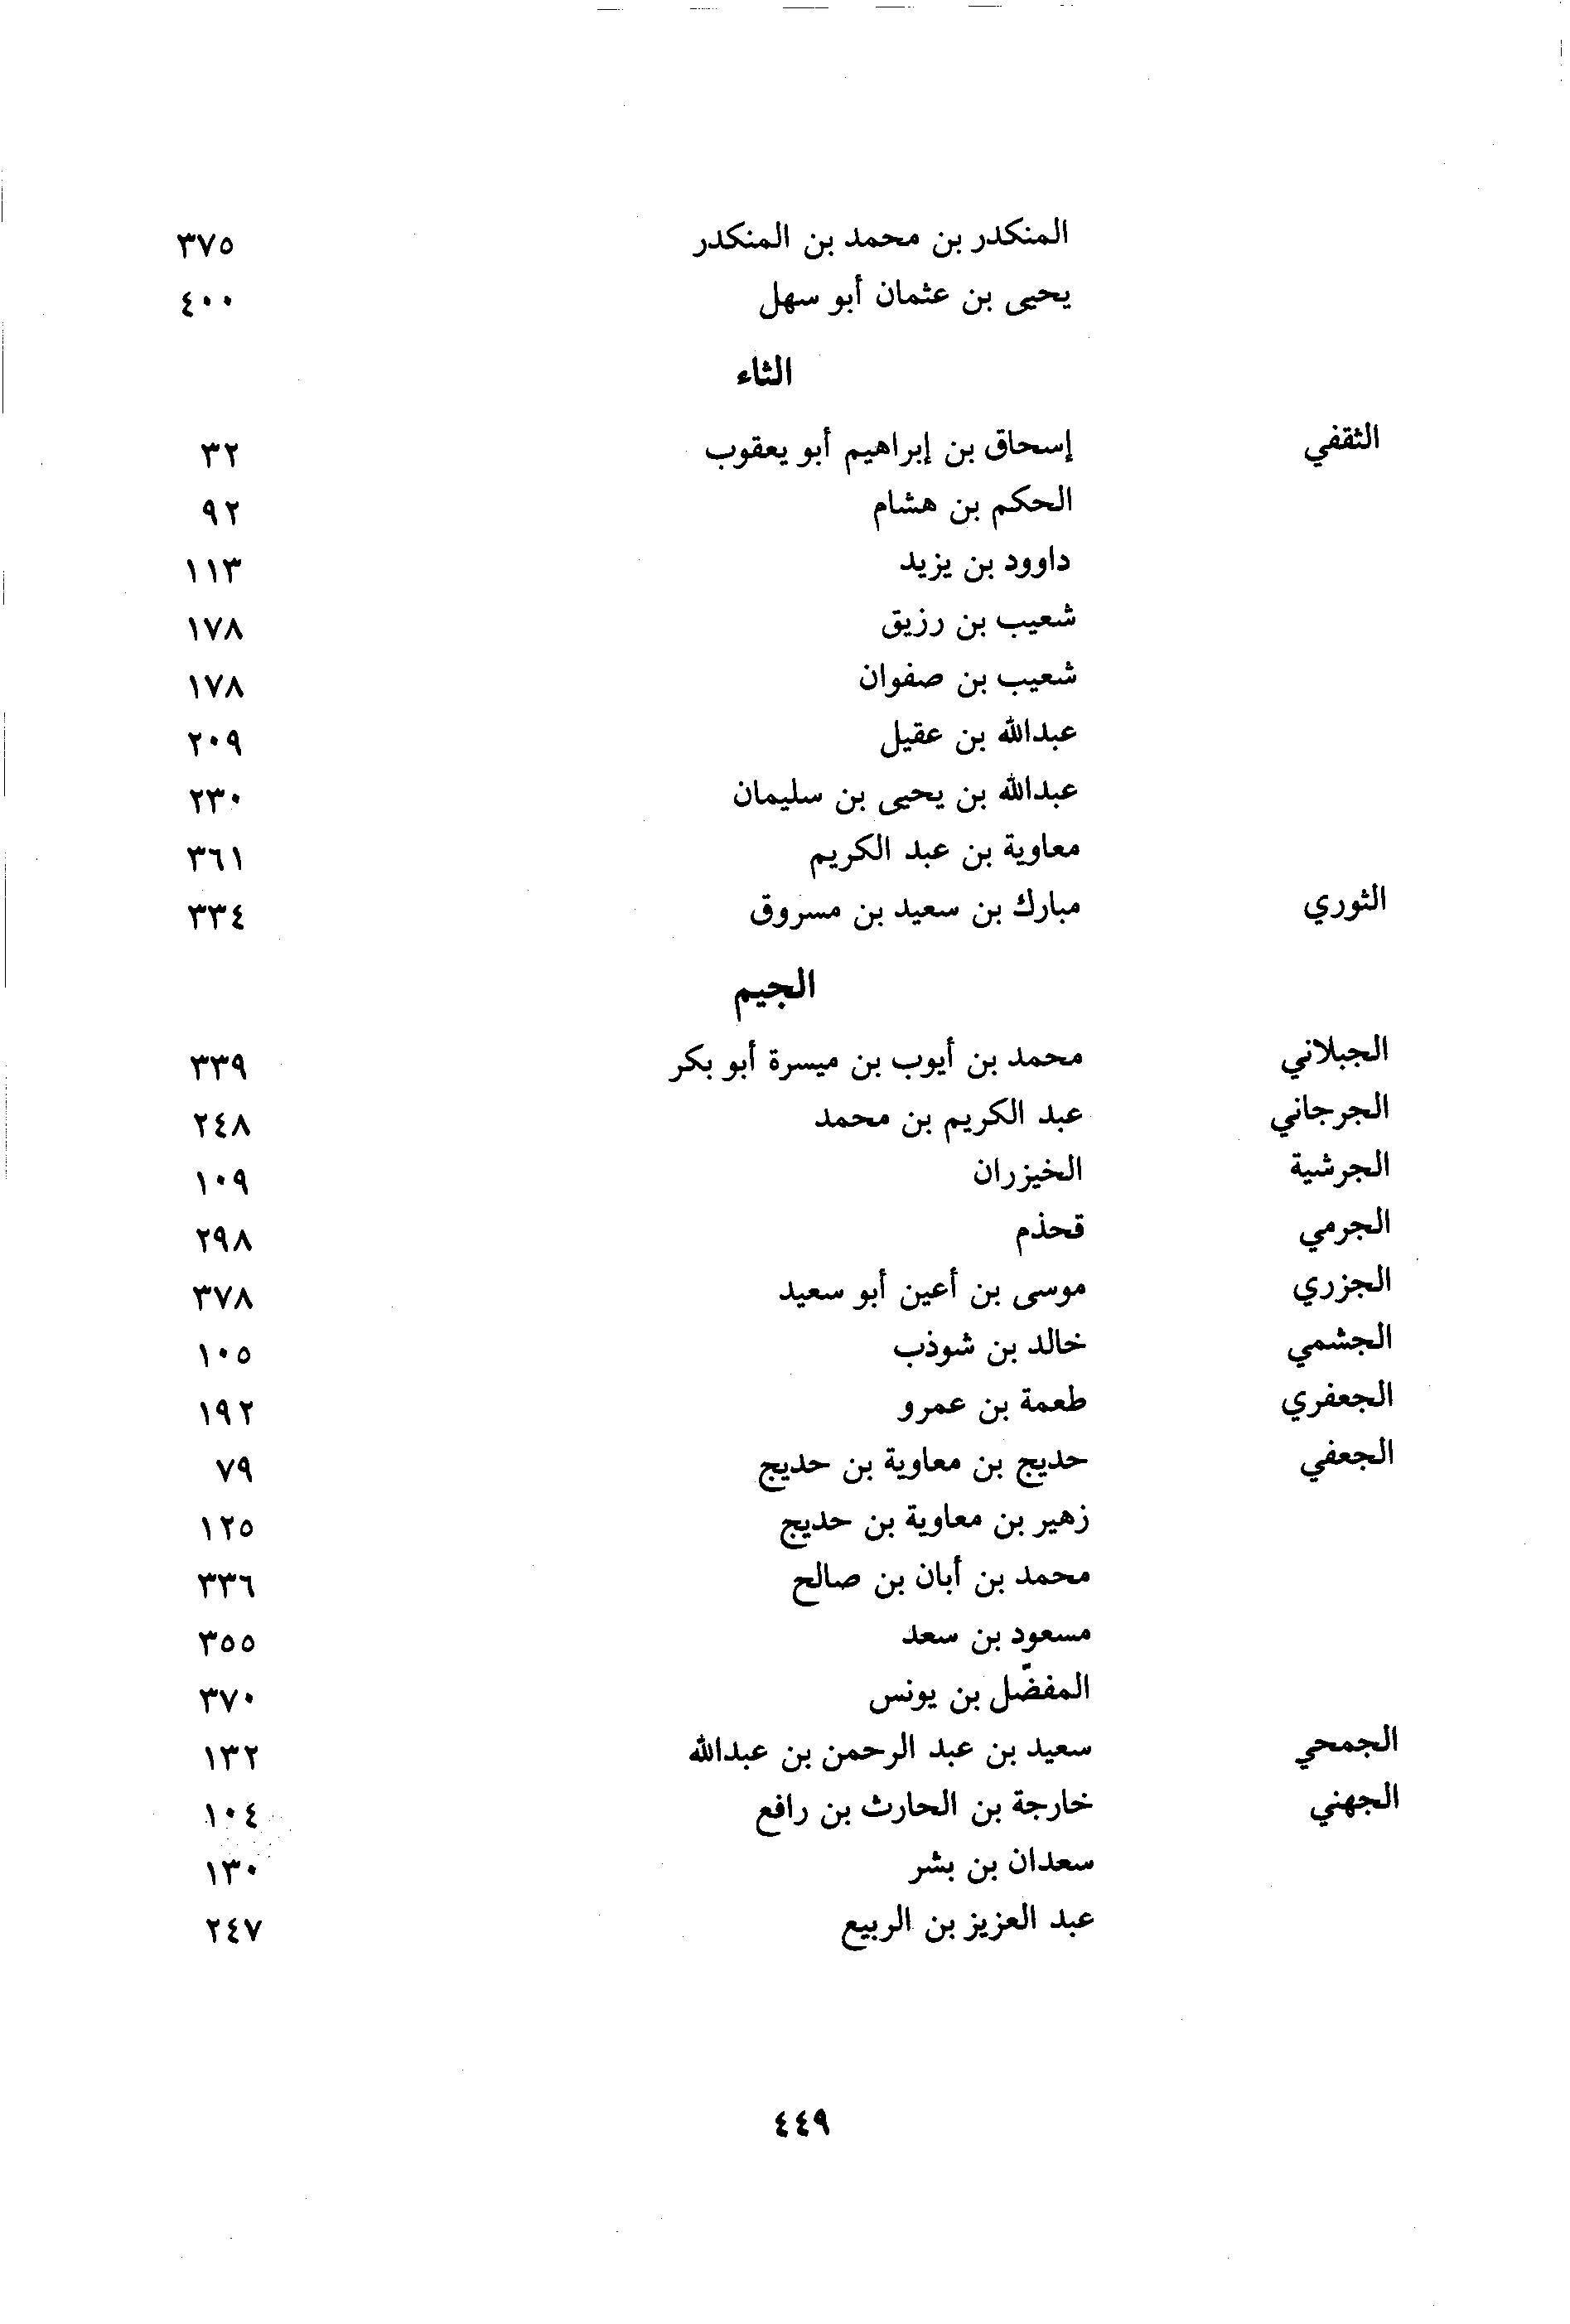 المنكدر بن محمد بن المنكدر ٣٧٥
يحيى بن عثمان أبو سهل ٤٠٠
الثاء
الثقفي إسحاق بن إبراهيم أبو يعقوب ٣٢
الحكم بن هشام ٩٢
داوود بن يزيد ١١٣
شعيب بن رزيق ١٧٨
شعيب بن صفوان ١٧٨
عبدالله بن عقيل ٢٠٩
عبدالله بن يحيى بن سليمان ٢٣٠
معاوية بن عبد الكريم ٣٦١
الثوري مبارك بن سعيد بن مسروق ٣٣٤
الجيم
الجبلاني محمد بن أيوب بن ميسرة أبو بكر ٣٣٩
الجرجاني عبد الكريم بن محمد ٢٤٨
الجرشية الخيزران ١٠٩
الجرمي قحذم ٢٩٨
الجزري موسى بن أعين أبو سعيد ٣٧٨
الجشمي خالد بن شوذب ١٠٥
الجعفري طعمة بن عمرو ١٩٢
الجعفي حديج بن معاوية بن حديج ٧٩
زهير بن معاوية بن حديج ١٢٥
محمد بن أبان بن صالح ٣٣٦
مسعود بن سعد ٣٥٥
المفضّل بن يونس ٣٧٠
الجمحي سعيد بن عبد الرحمن بن عبدالله ١٣٢
الجهني خارجة بن الحارث بن رافع ١٠٤
سعدان بن بشر ١٣٠
عبد العزيز بن الربيع ٢٤٧
٤٤٩